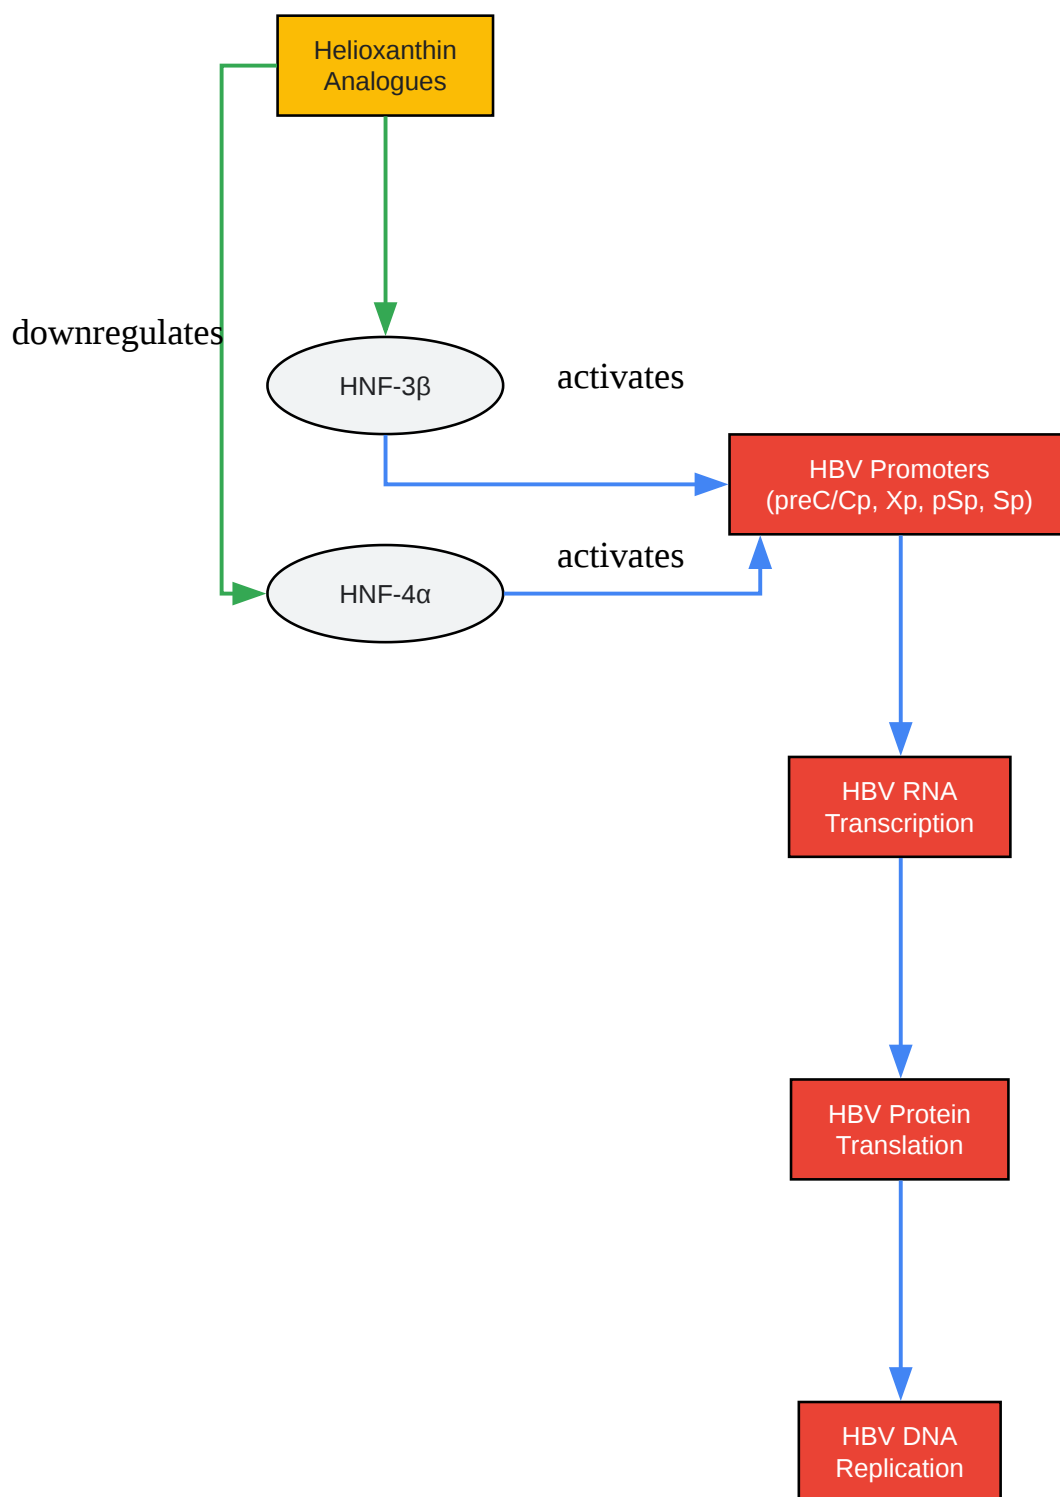 Helioxanthin
Analogues
downregulates
HNF-3β
activates
HBV Promoters
(preC/Cp, Xp, pSp, Sp)
activates
HNF-4α
HBV RNA
Transcription
HBV Protein
Translation
HBV DNA
Replication